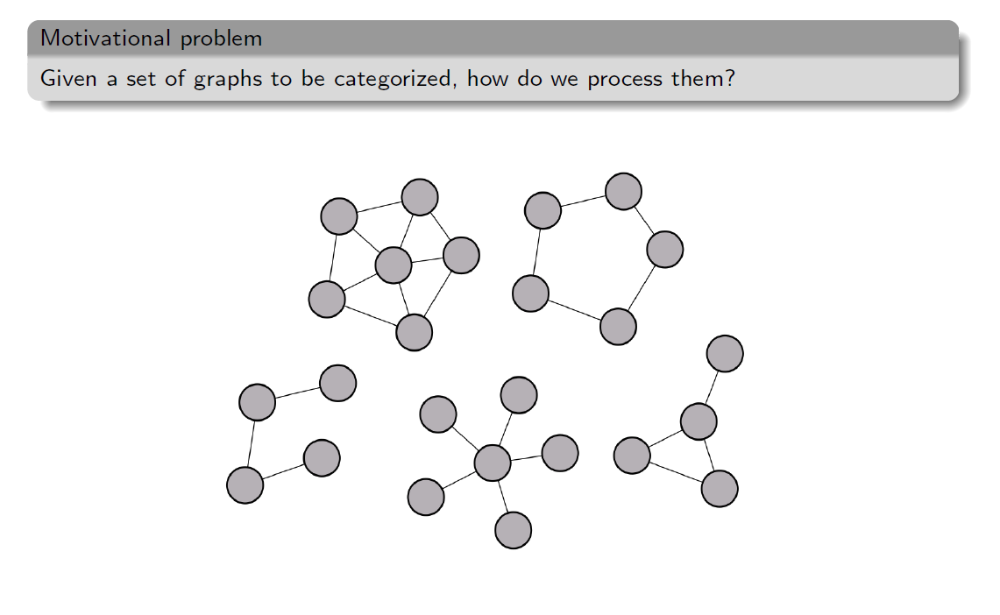 Motivational problem
Given a set of graphs to be categorized, how do we process them?